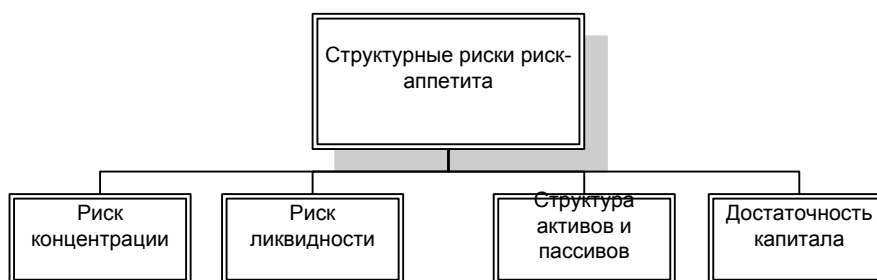 Структурные риски риск-
аппетита
Риск
концентрации
Риск
ликвидности
Структура
активов и
пассивов
Достаточность
капитала